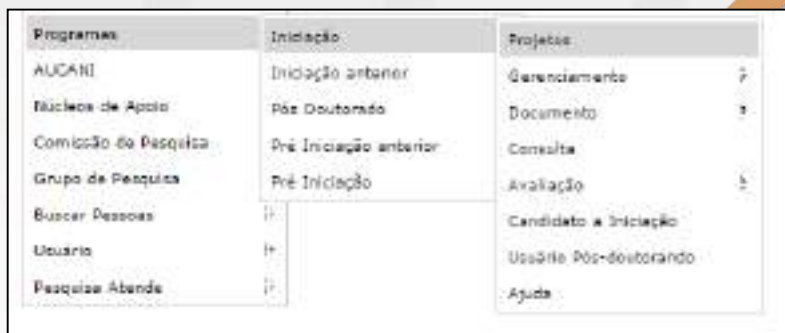 Programas
AUCANI
Núcleos de Apoio
Comissão de Pesquisa
Grupo de Pesquisa
Buscar Pessoas
Usuário
Pesquisa Atende
Iniciação
Iniciação anterior
Pós Doutorado
Pré Iniciação anterior
Pré Iniciação
Projetos
Gerenciamento
Documento
Consulta
Avaliação
Candidato a Iniciação
Usuário Pós-doutorando
Ajuda